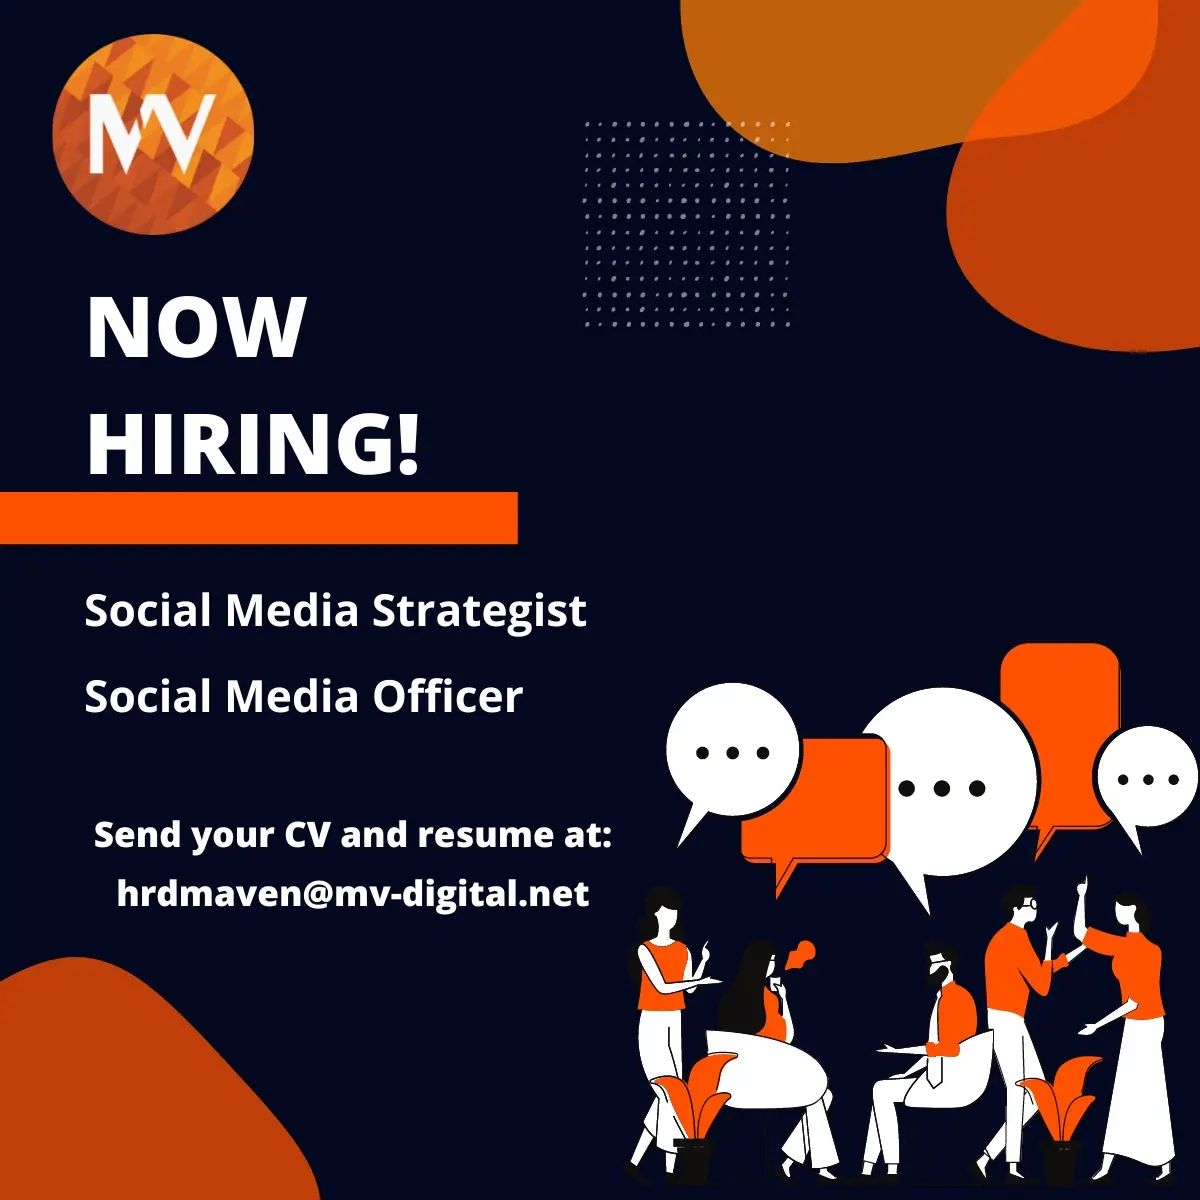 MV
NOW
HIRING!
Social Media Strategist
Social Media Officer
Send your CV and resume at:
hrdmaven@mv-digital.net